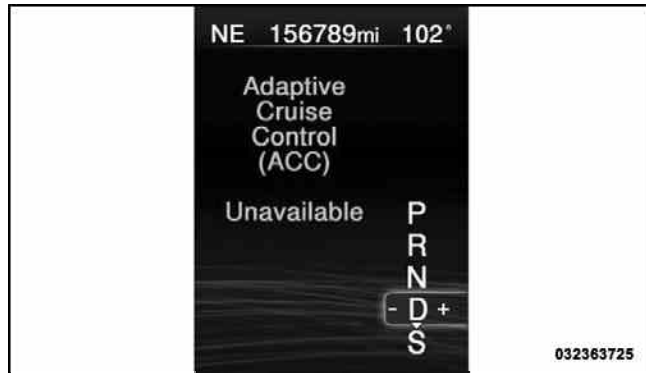 NE 156789mi 102°
Adaptive
Cruise
Control
(ACC)
Unavailable
P
R
N
- D +
S
032363725